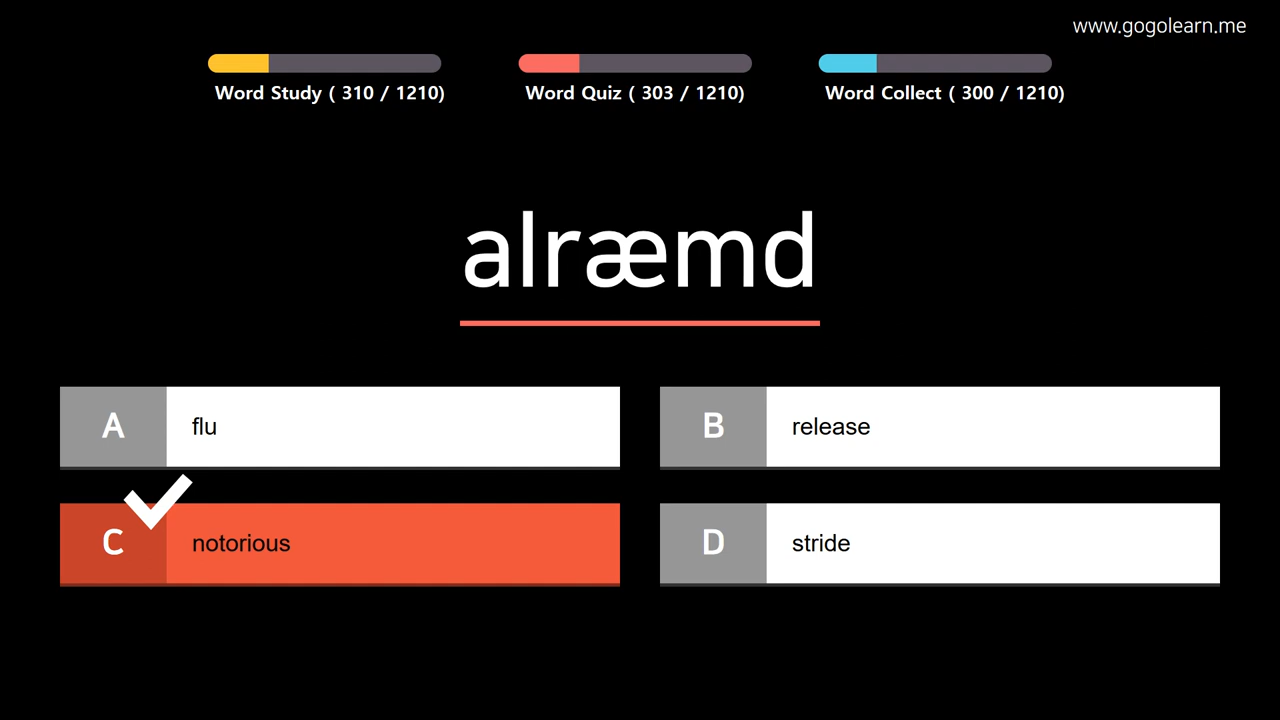 www.gogolearn.me
Word Study ( 310 / 1210)
Word Quiz ( 303 / 1210)
Word Collect ( 300 / 1210)
alræmd
A
flu
B
release
C
notorious
D
stride